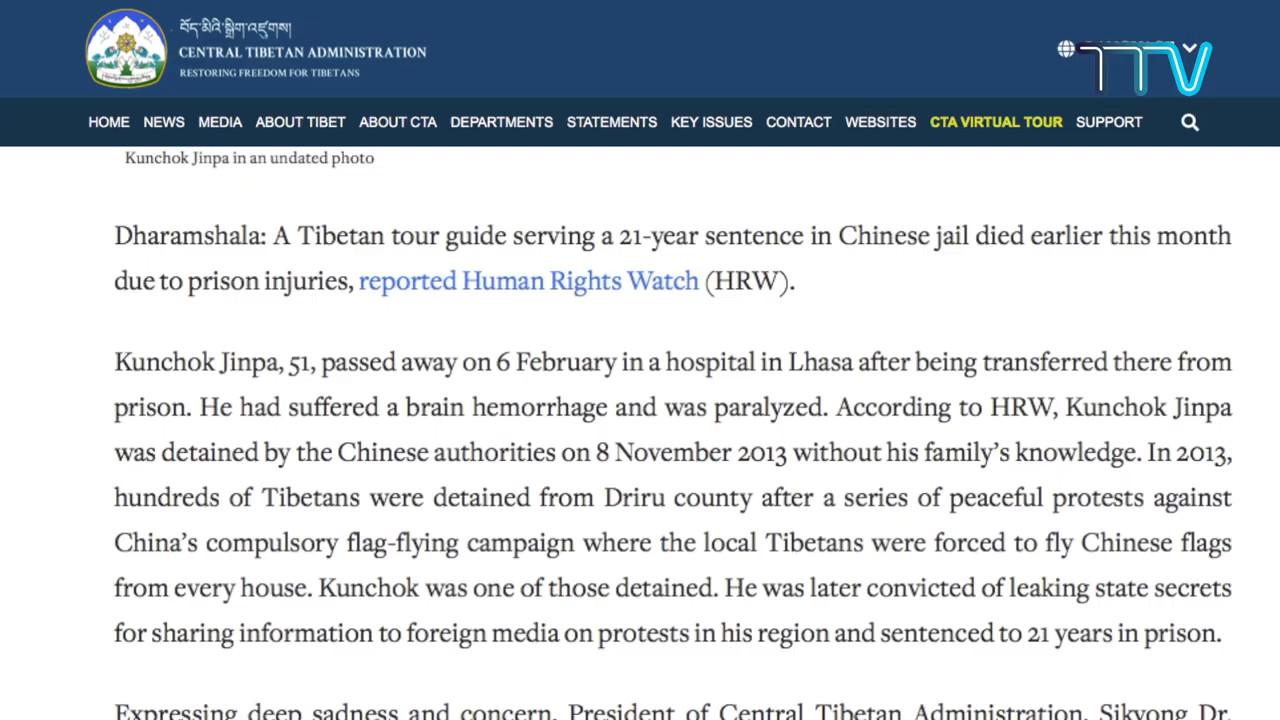 བོད་མིའི་སྒྲིག་འཛུགས།
CENTRAL TIBETAN ADMINISTRATION
RESTORING FREEDOM FOR TIBETANS
TTV
HOME NEWS MEDIA ABOUT TIBET ABOUT CTA DEPARTMENTS STATEMENTS KEY ISSUES CONTACT WEBSITES CTA VIRTUAL TOUR SUPPORT
Kunchok Jinpa in an undated photo
Dharamshala: A Tibetan tour guide serving a 21-year sentence in Chinese jail died earlier this month
due to prison injuries, reported Human Rights Watch (HRW).
Kunchok Jinpa, 51, passed away on 6 February in a hospital in Lhasa after being transferred there from
prison. He had suffered a brain hemorrhage and was paralyzed. According to HRW, Kunchok Jinpa
was detained by the Chinese authorities on 8 November 2013 without his family’s knowledge. In 2013,
hundreds of Tibetans were detained from Driru county after a series of peaceful protests against
China’s compulsory flag-flying campaign where the local Tibetans were forced to fly Chinese flags
from every house. Kunchok was one of those detained. He was later convicted of leaking state secrets
for sharing information to foreign media on protests in his region and sentenced to 21 years in prison.
Expressing deep sadness and concern, President of Central Tibetan Administration, Sikyong Dr.